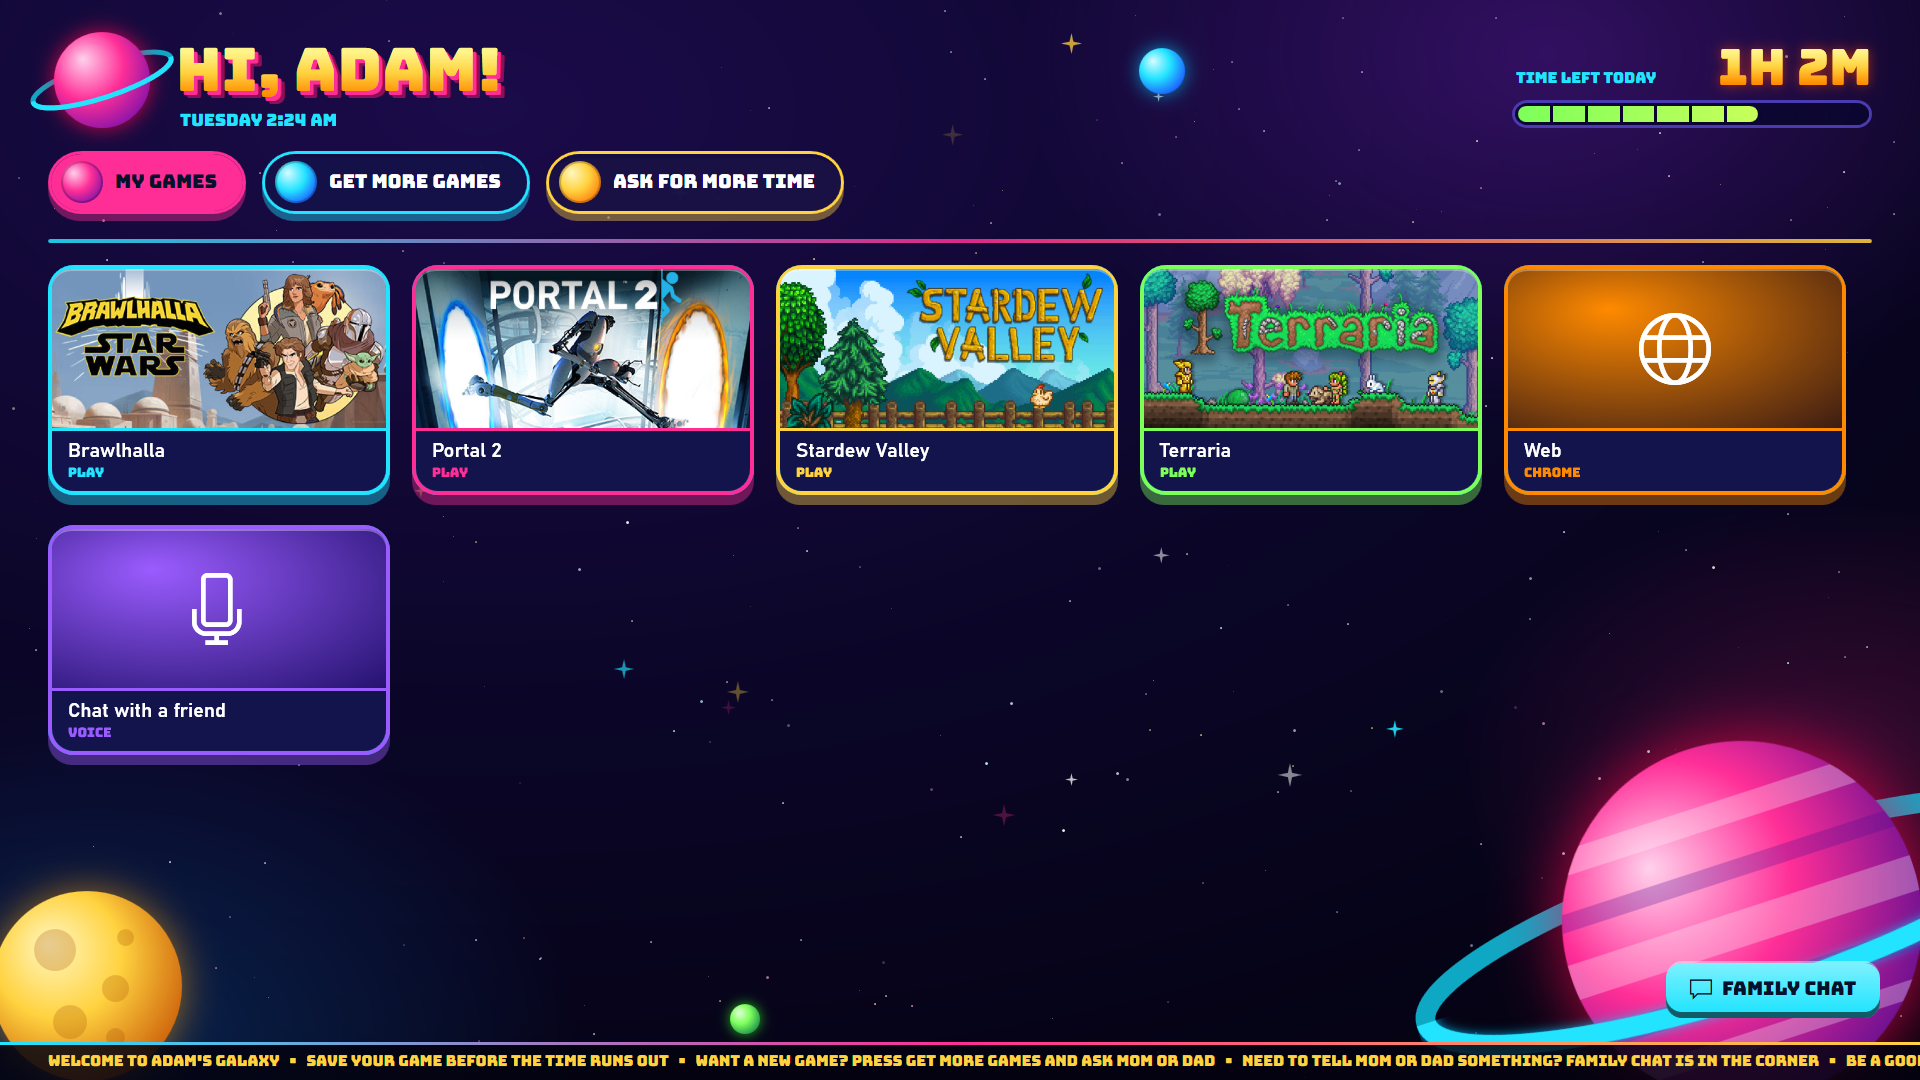 HI, ADAM!
TUESDAY 2:24 AM
TIME LEFT TODAY
1H 2M
MY GAMES
GET MORE GAMES
ASK FOR MORE TIME
BRAWLHALLA
STAR
WARS
PORTAL 2
STARDEW
VALLEY
Terraria
Brawlhalla
PLAY
Portal 2
PLAY
Stardew Valley
PLAY
Terraria
PLAY
Web
CHROME
Chat with a friend
VOICE
FAMILY CHAT
WELCOME TO ADAM'S GALAXY ▪ SAVE YOUR GAME BEFORE THE TIME RUNS OUT ▪ WANT A NEW GAME? PRESS GET MORE GAMES AND ASK MOM OR DAD ▪ NEED TO TELL MOM OR DAD SOMETHING? FAMILY CHAT IS IN THE CORNER ▪ BE A